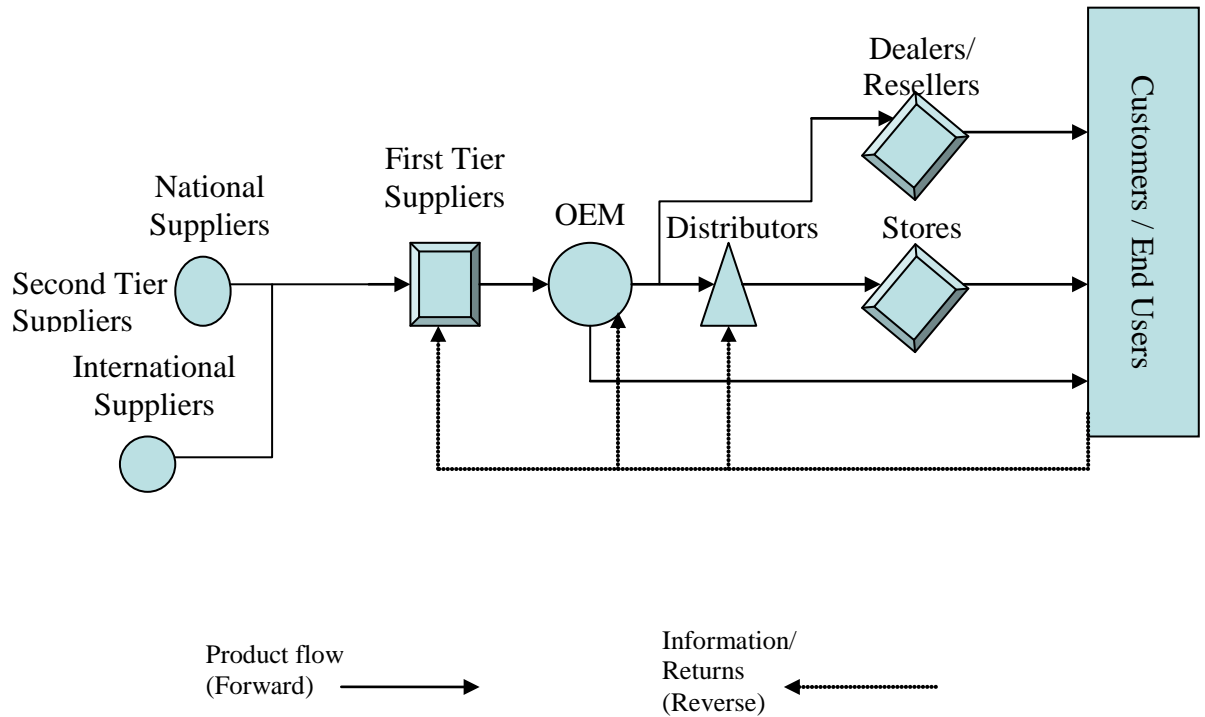 Dealers/
Resellers
Customers / End Users
First Tier
Suppliers
National
Suppliers
OEM
Distributors
Stores
Second Tier
Suppliers
International
Suppliers
Product flow
(Forward)
Information/
Returns
(Reverse)